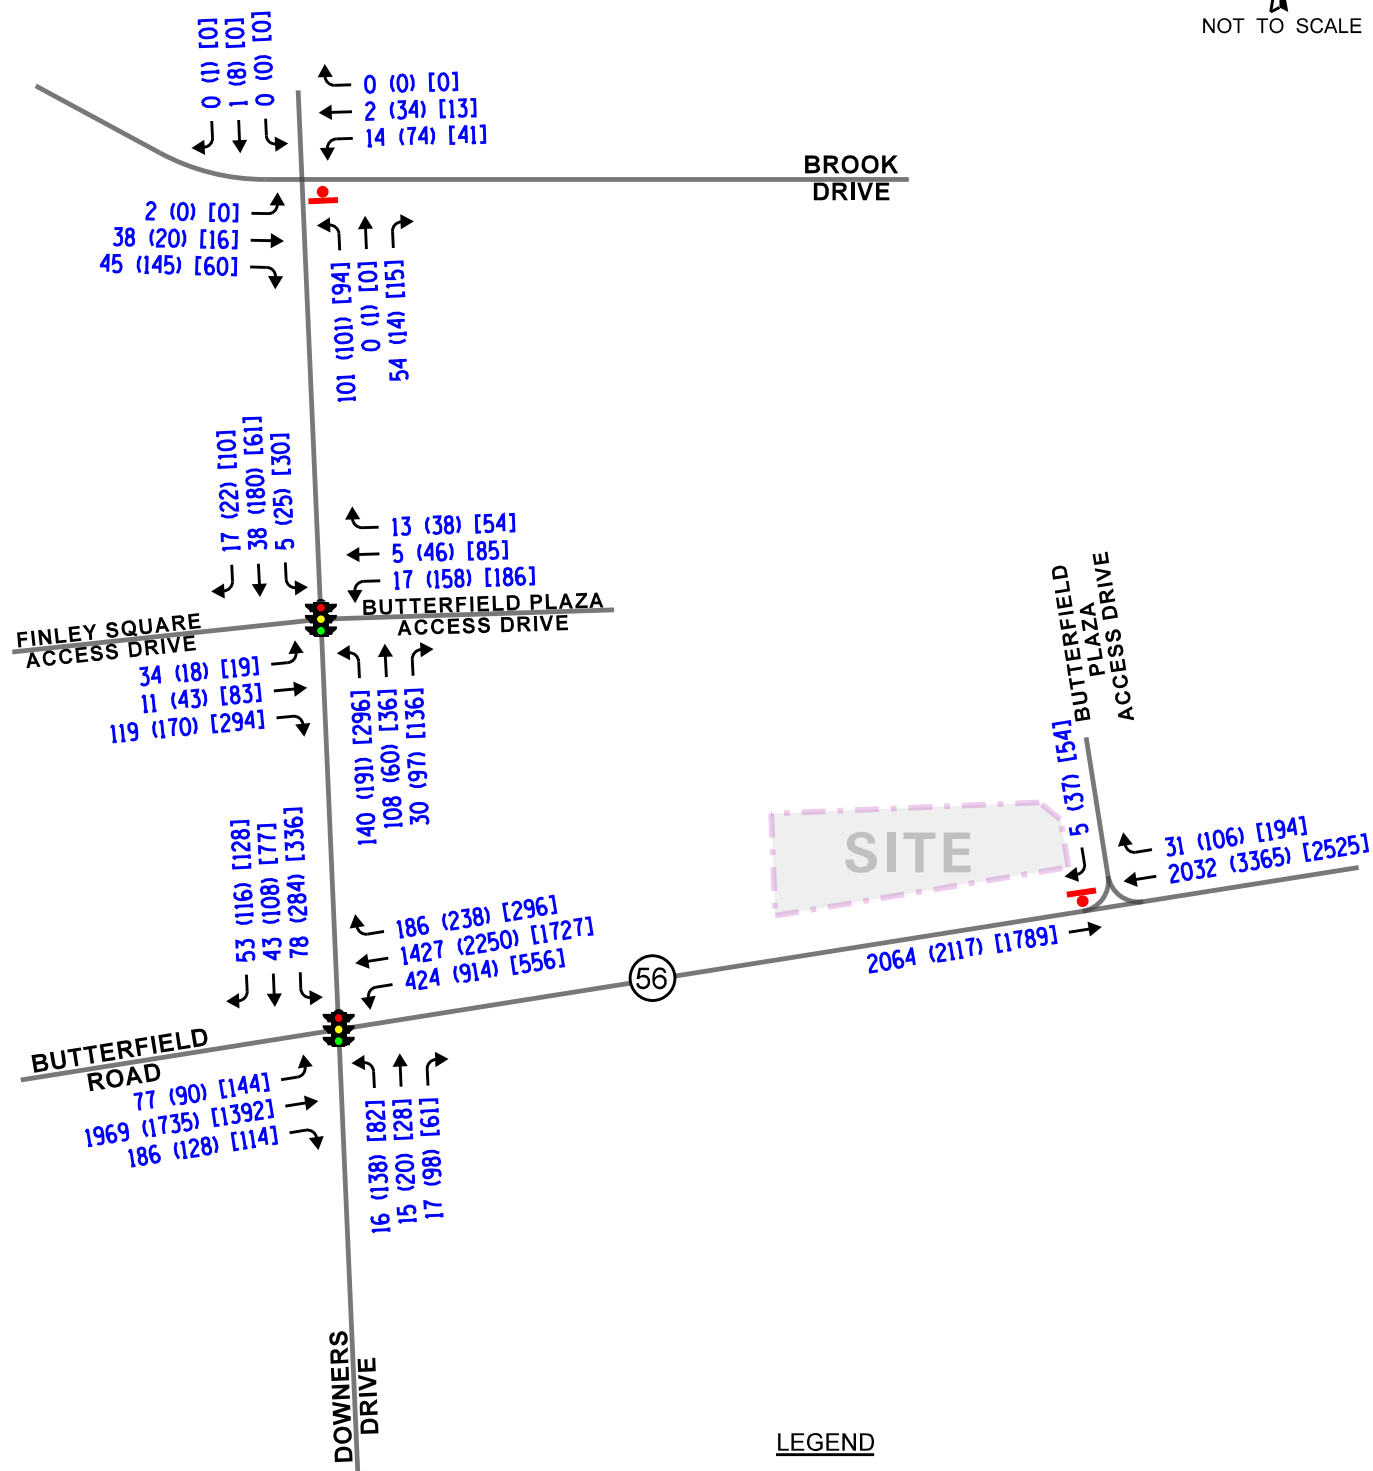 NOT TO SCALE
0 (1) [0]
1 (8) [0]
0 (0) [0]
0 (0) [0]
2 (34) [13]
14 (74) [41]
BROOK
DRIVE
2 (0) [0]
38 (20) [16]
45 (145) [60]
101 (101) [94]
0 (1) [0]
54 (14) [15]
17 (22) [10]
38 (180) [61]
5 (25) [30]
13 (38) [54]
5 (46) [85]
17 (158) [186]
FINLEY SQUARE
ACCESS DRIVE
BUTTERFIELD PLAZA
ACCESS DRIVE
34 (18) [19]
11 (43) [83]
119 (170) [294]
140 (191) [296]
108 (60) [36]
30 (97) [136]
BUTTERFIELD
PLAZA
ACCESS DRIVE
5 (37) [54]
31 (106) [194]
2032 (3365) [2525]
SITE
2064 (2117) [1789]
53 (116) [128]
43 (108) [77]
78 (284) [336]
186 (238) [296]
1427 (2250) [1727]
424 (914) [556]
56
BUTTERFIELD
ROAD
77 (90) [144]
1969 (1735) [1392]
186 (128) [114]
16 (138) [82]
15 (20) [28]
17 (98) [61]
DOWNERS
DRIVE
LEGEND